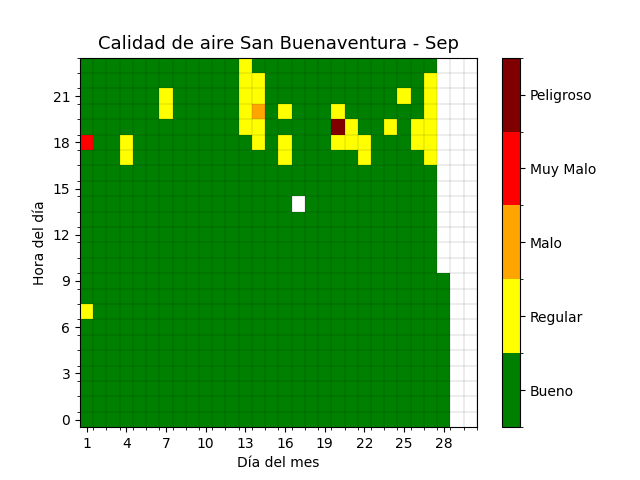 Calidad de aire San Buenaventura - Sep
Hora del día
21
18
15
12
9
6
3
0
1 4 7 10 13 16 19 22 25 28
Día del mes
Peligroso
Muy Malo
Malo
Regular
Bueno